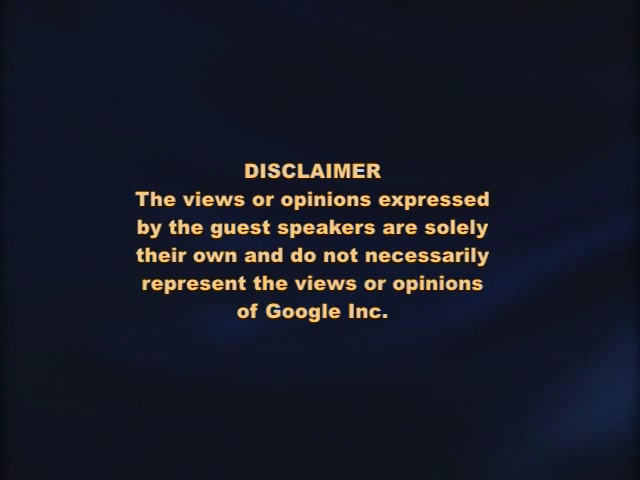 DISCLAIMER
The views or opinions expressed
by the guest speakers are solely
their own and do not necessarily
represent the views or opinions
of Google Inc.